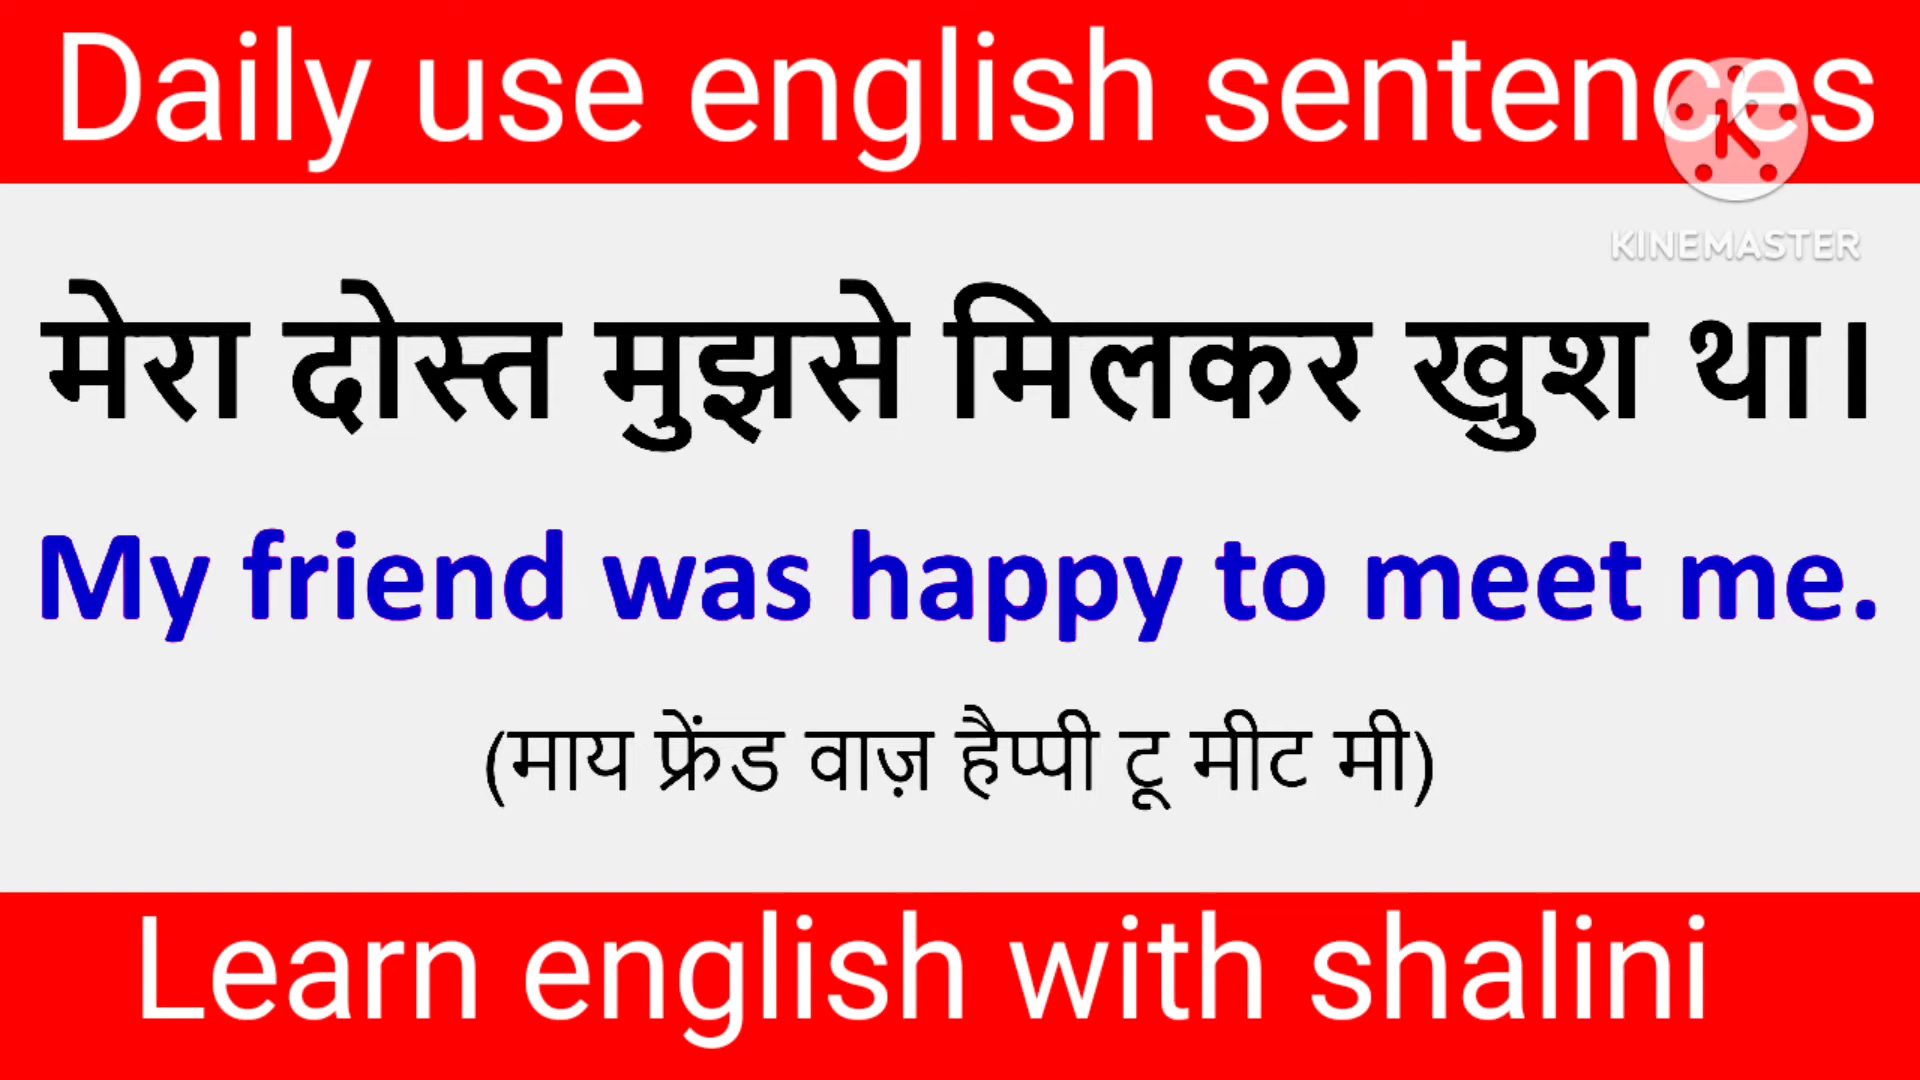 Daily use english sentences
KINEMASTER
मेरा दोस्त मुझसे मिलकर खुश था।
My friend was happy to meet me.
(माय फ्रेंड वाज़ हैप्पी टू मीट मी)
Learn english with shalini